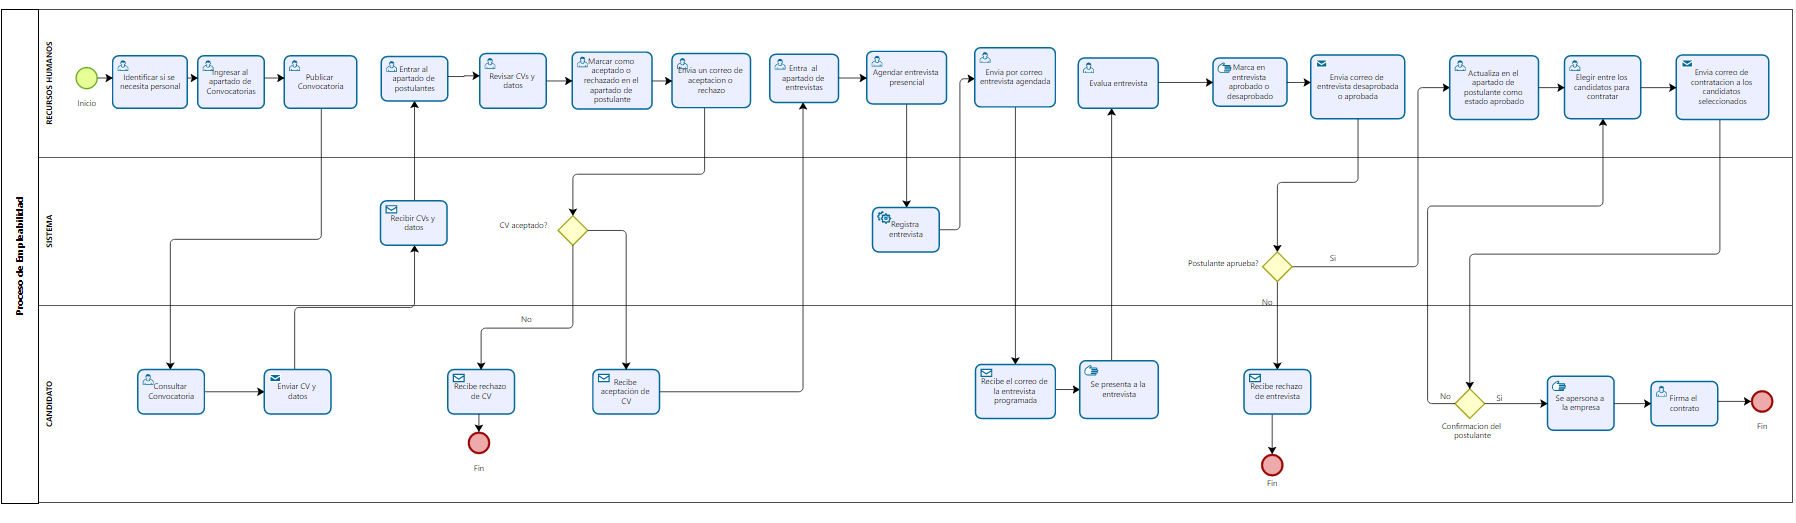 Proceso de Empleabilidad
RECURSOS HUMANOS
Inicio
Identificar si se
necesita personal
Ingresar al
apartado de
Convocatorias
Publicar
Convocatoria
Entrar al
apartado de
postulantes
Revisar CVs y
datos
Marcar como
aceptado o
rechazado en el
apartado de
postulante
Envia un correo de
aceptacion o
rechazo
Entra al
apartado de
entrevistas
Agendar entrevista
presencial
Envia por correo
entrevista agendada
Evalua entrevista
Marca en
entrevista
aprobado o
desaprobado
Envia correo de
entrevista desaprobada
o aprobada
Actualiza en el
apartado de
postulante como
estado aprobado
Elegir entre los
candidatos para
contratar
Envia correo de
contratacion a los
candidatos
seleccionados
SISTEMA
Recibir CVs y
datos
CV aceptado?
Registra
entrevista
Postulante aprueba?
Si
No
CANDIDATO
Consultar
Convocatoria
Enviar CV y
datos
No
Recibe rechazo
de CV
Fin
Recibe
aceptación de
CV
Recibe el correo de
la entrevista
programada
Se presenta a la
entrevista
Recibe rechazo
de entrevista
Fin
No
Si
Confirmacion del
postulante
Se apersona a
la empresa
Firma el
contrato
Fin